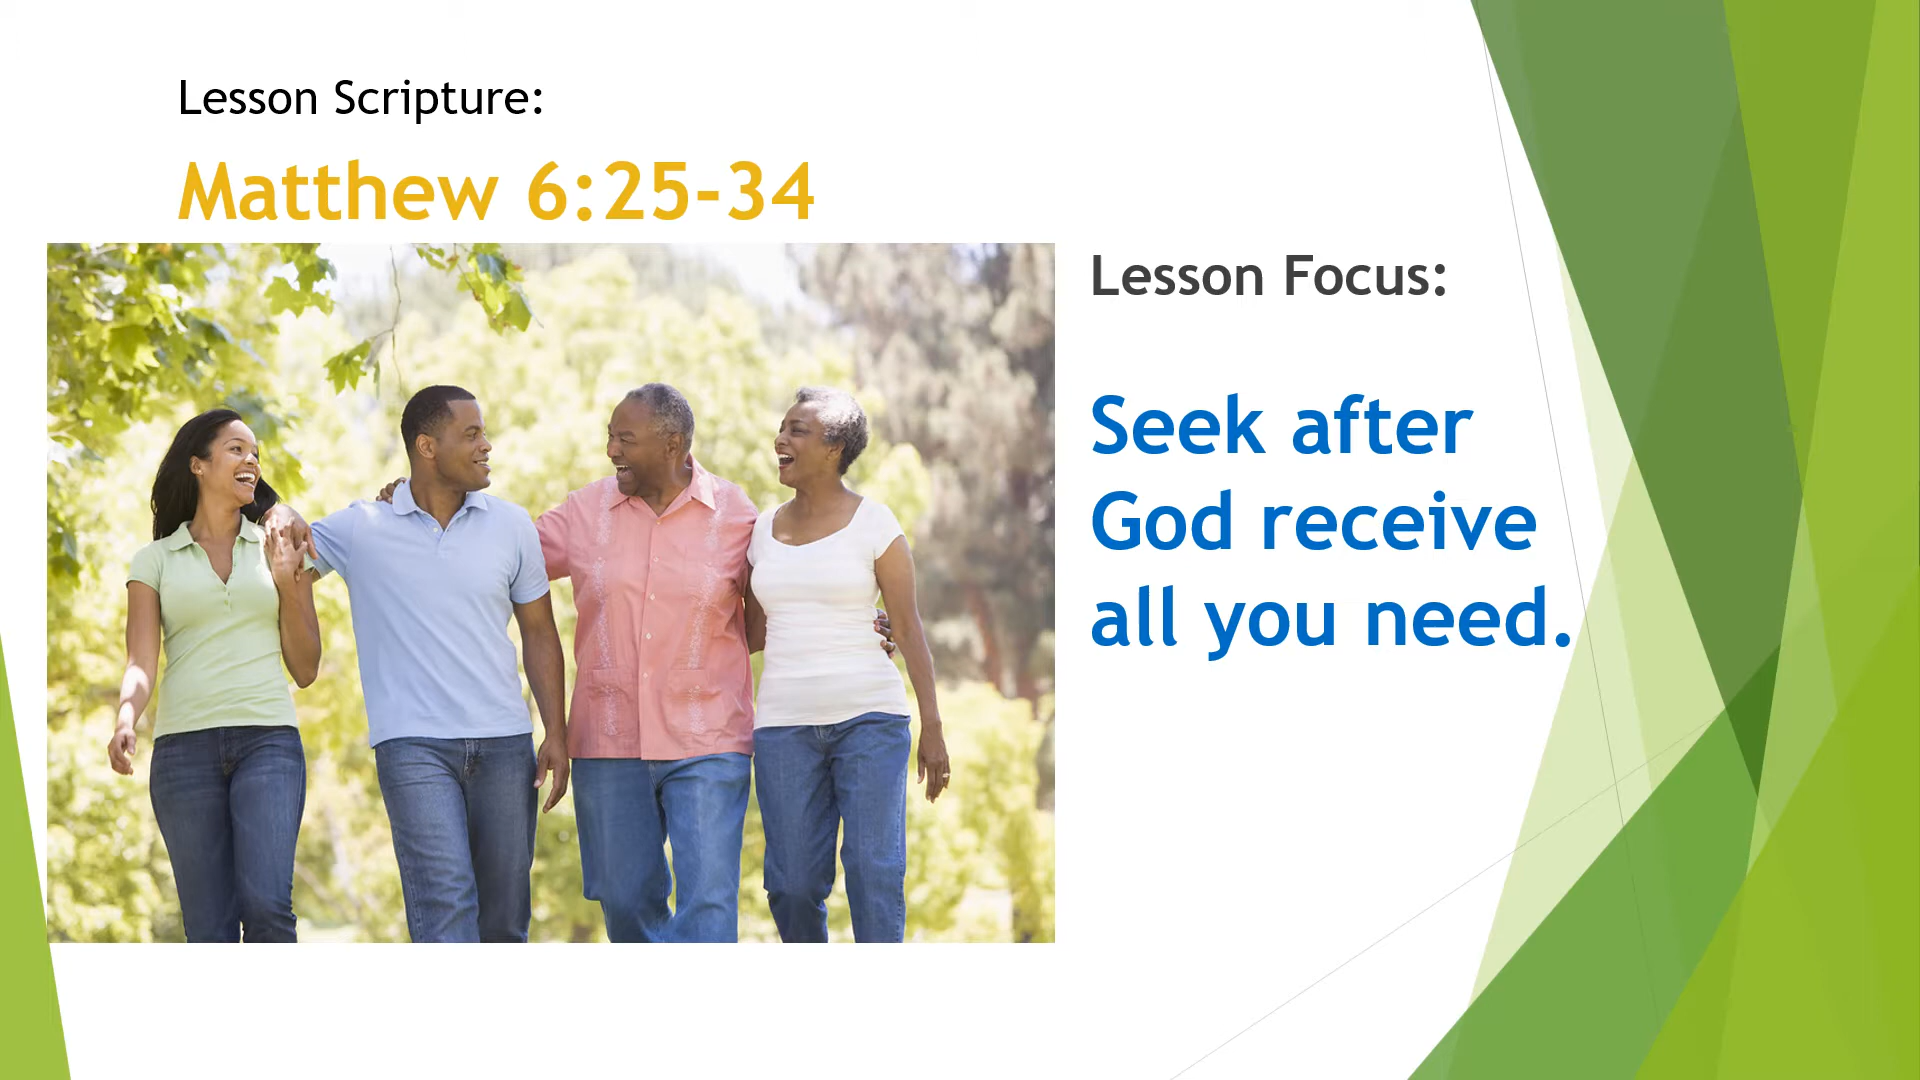 Lesson Scripture:
Matthew 6:25-34
Lesson Focus:
Seek after
God receive
all you need.